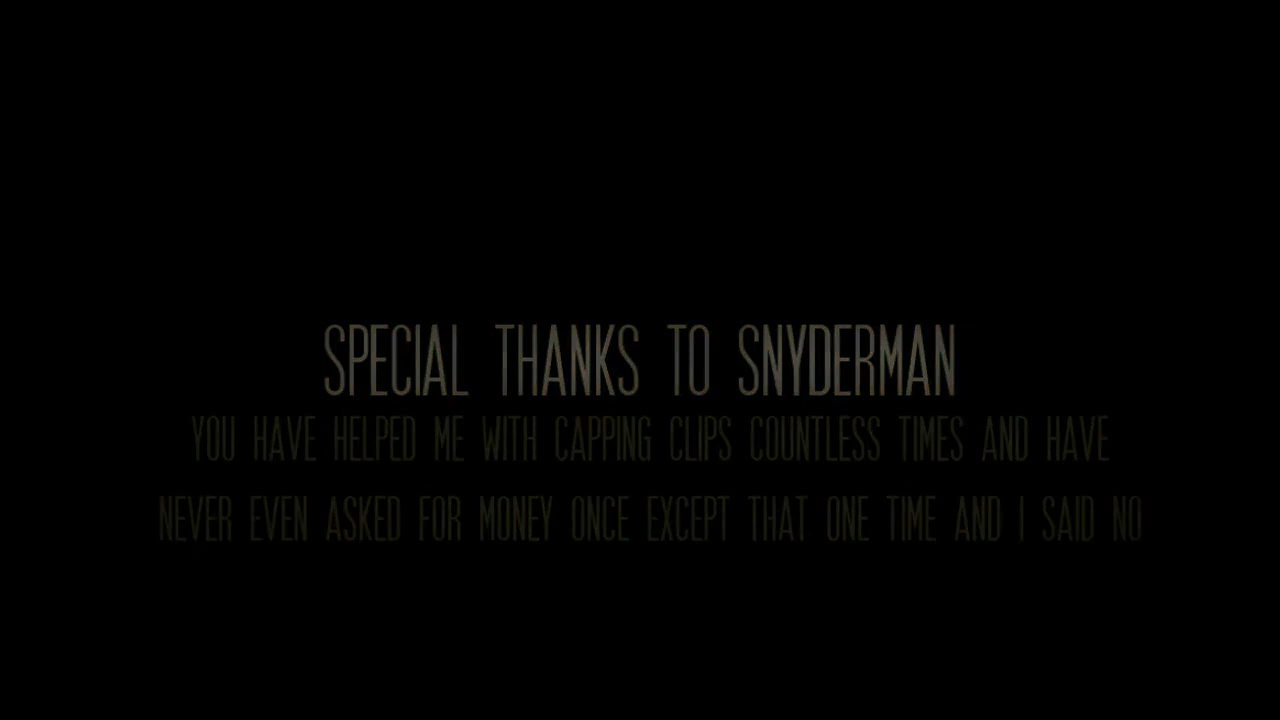 SPECIAL THANKS TO SNYDERMAN
YOU HAVE HELPED ME WITH CAPPING CLIPS COUNTLESS TIMES AND HAVE
NEVER EVEN ASKED FOR MONEY ONCE EXCEPT THAT ONE TIME AND I SAID NO